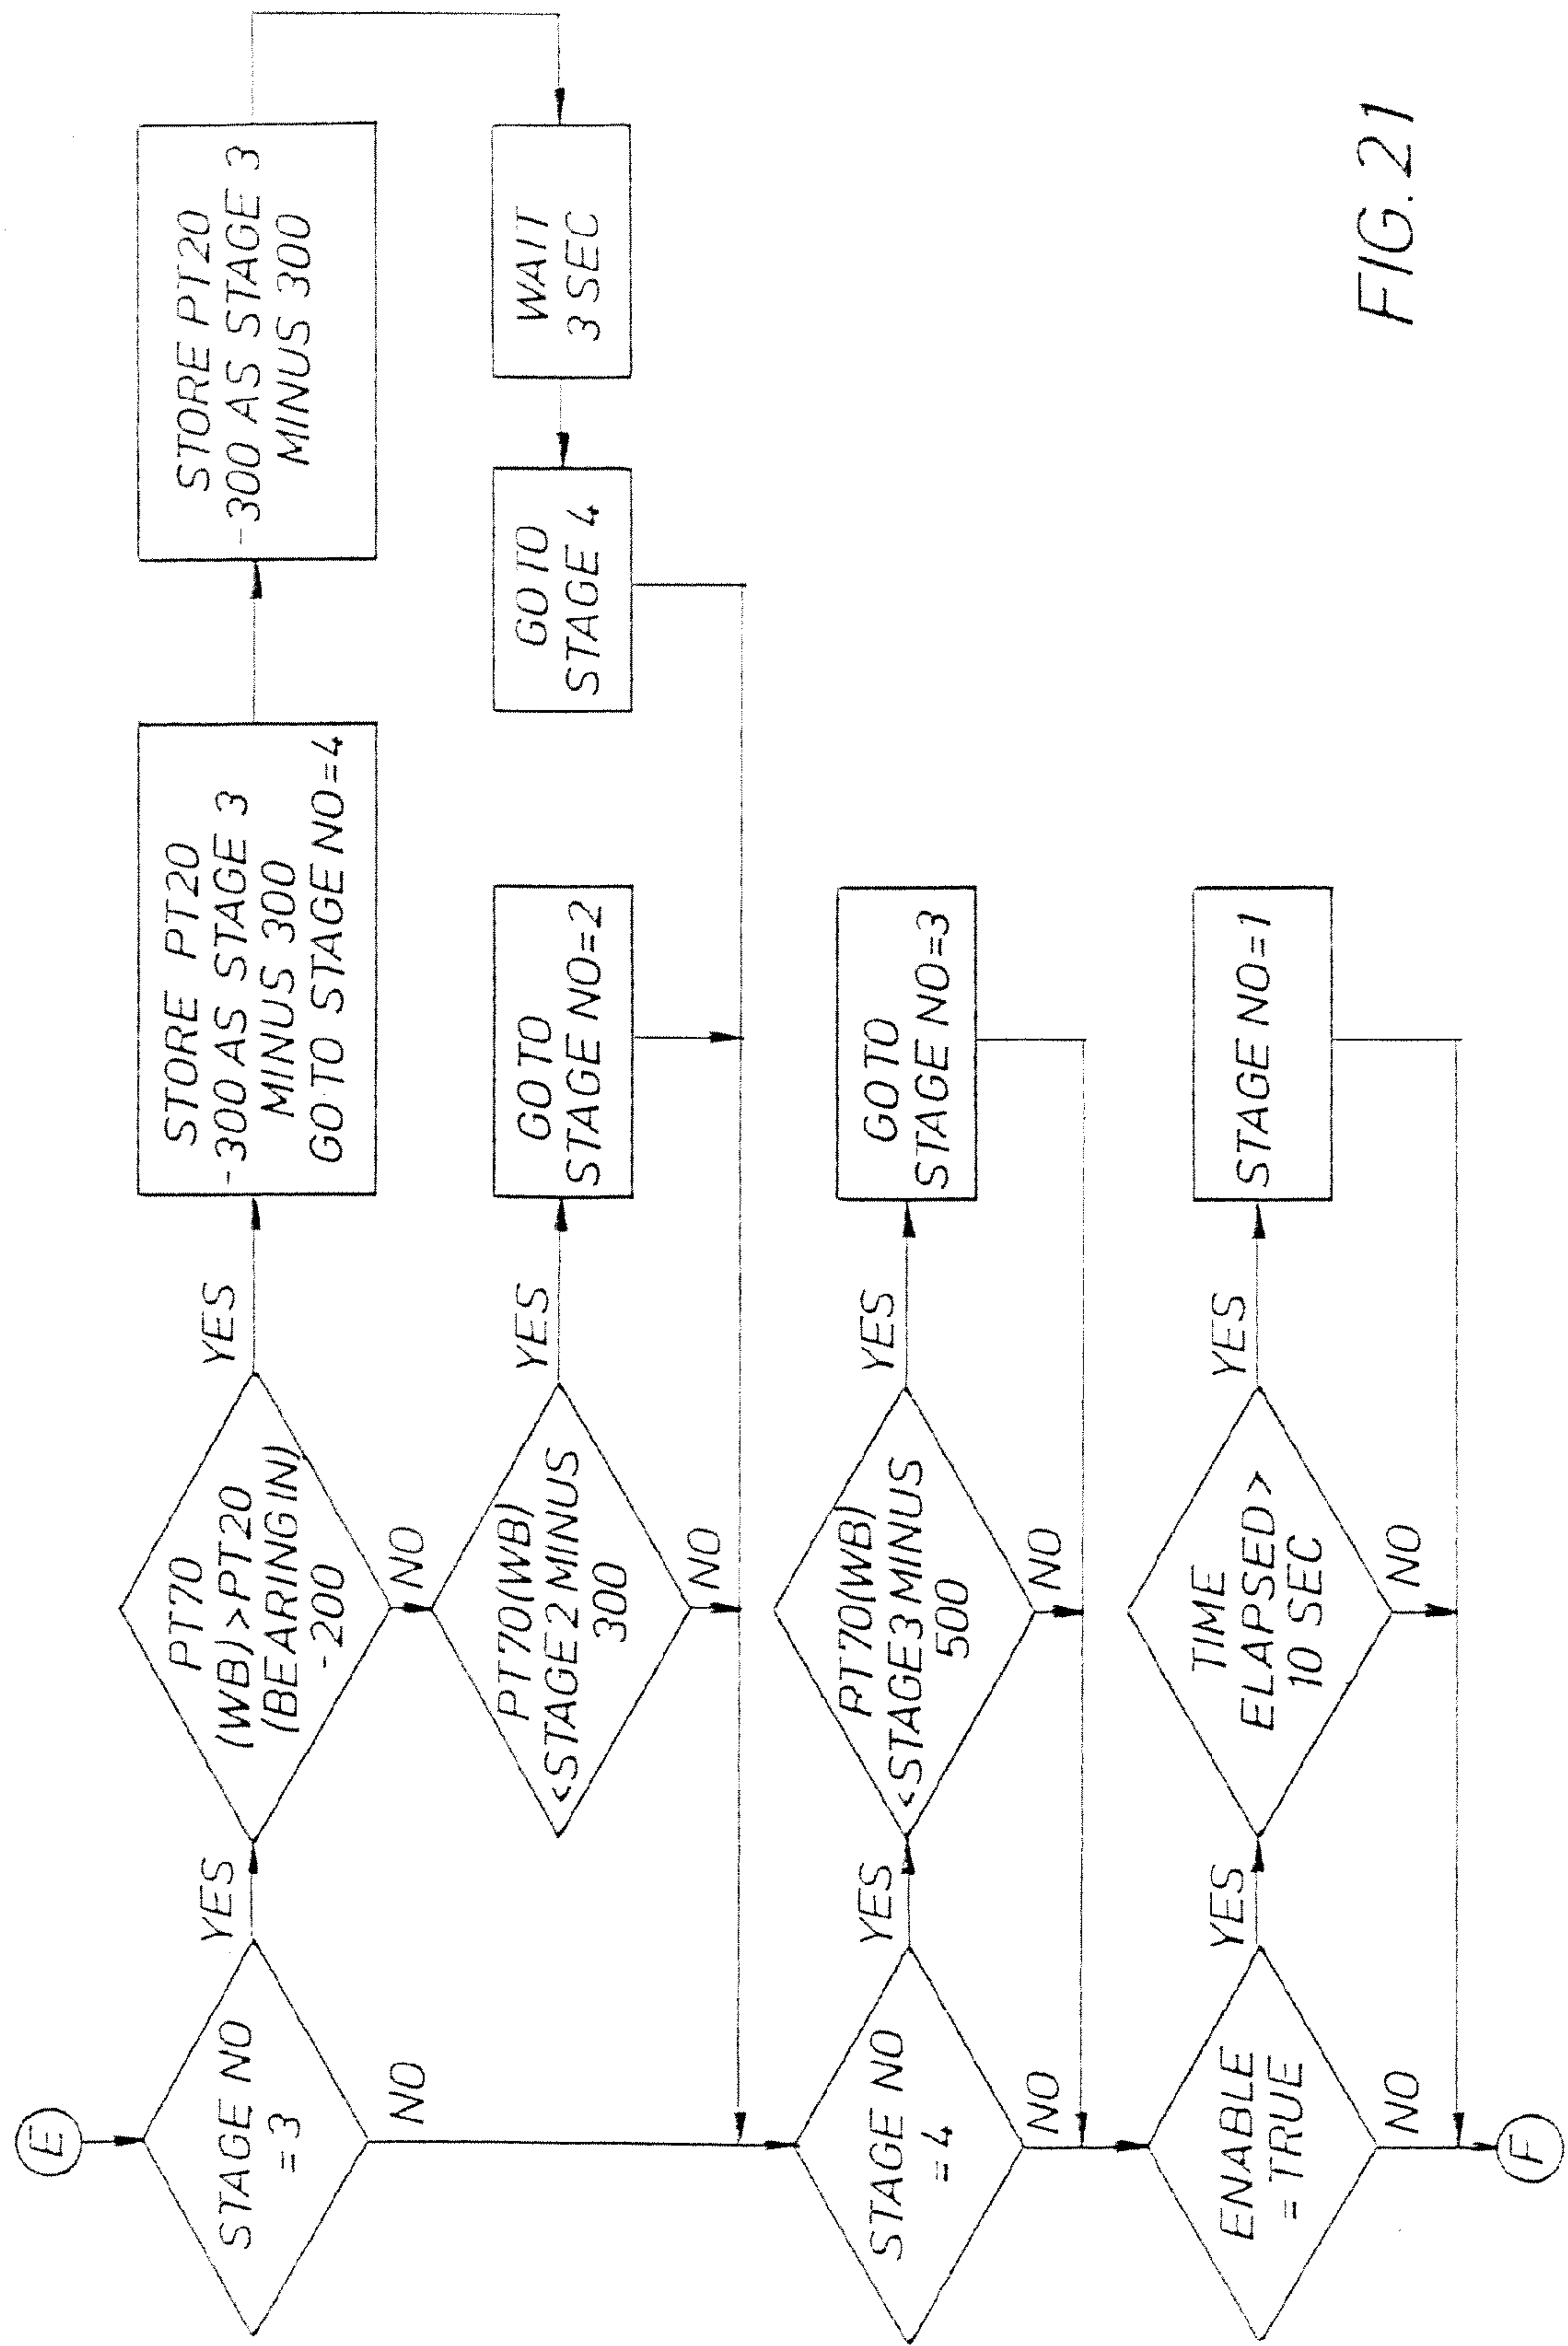 E
STAGE NO
= 3
YES
NO
PT70
(WB)>PT20
(BEARING IN)
-200
YES
NO
STORE PT20
-300 AS STAGE 3
MINUS 300
GO TO STAGE NO=4
STORE PT20
-300 AS STAGE 3
MINUS 300
PT70(WB)
<STAGE 2 MINUS
300
YES
NO
GO TO
STAGE NO=2
GO TO
STAGE 4
WAIT
3 SEC
STAGE NO
= 4
YES
NO
PT70(WB)
<STAGE3 MINUS
500
YES
NO
GO TO
STAGE NO=3
ENABLE
= TRUE
YES
NO
TIME
ELAPSED>
10 SEC
YES
NO
STAGE NO=1
F
FIG. 21